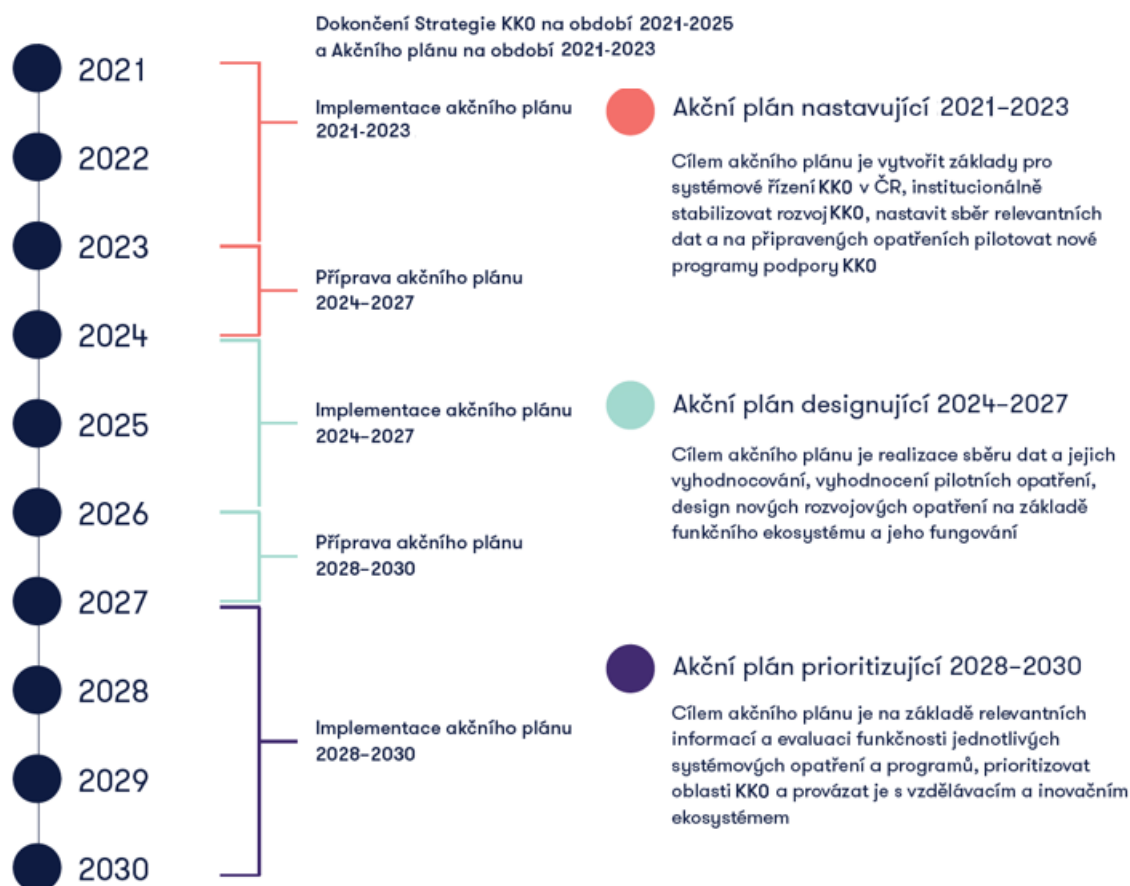 Dokončení Strategie KKO na období 2021-2025
a Akčního plánu na období 2021-2023
2021
2022
2023
2024
2025
2026
2027
2028
2029
2030
Implementace akčního plánu
2021-2023
Příprava akčního plánu
2024–2027
Implementace akčního plánu
2024–2027
Příprava akčního plánu
2028–2030
Implementace akčního plánu
2028–2030
Akční plán nastavující 2021–2023
Cílem akčního plánu je vytvořit základy pro
systémové řízení KKO v ČR, institucionálně
stabilizovat rozvoj KKO, nastavit sběr relevantních
dat a na připravených opatřeních pilotovat nové
programy podpory KKO
Akční plán designující 2024–2027
Cílem akčního plánu je realizace sběru dat a jejich
vyhodnocování, vyhodnocení pilotních opatření,
design nových rozvojových opatření na základě
funkčního ekosystému a jeho fungování
Akční plán prioritizující 2028–2030
Cílem akčního plánu je na základě relevantních
informací a evaluaci funkčnosti jednotlivých
systémových opatření a programů, prioritizovat
oblasti KKO a provázat je s vzdělávacím a inovačním
ekosystémem